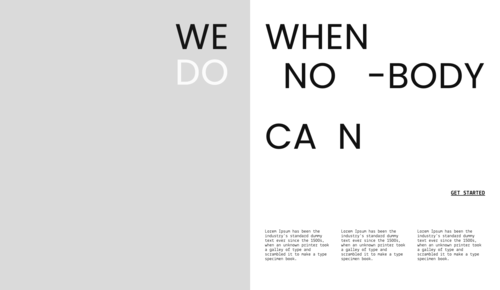 WE
DO
WHEN
NO -BODY
CA N
GET STARTED
Lorem Ipsum has been the
industry's standard dummy
text ever since the 1500s,
when an unknown printer took
a galley of type and
scrambled it to make a type
specimen book.
Lorem Ipsum has been the
industry's standard dummy
text ever since the 1500s,
when an unknown printer took
a galley of type and
scrambled it to make a type
specimen book.
Lorem Ipsum has been the
industry's standard dummy
text ever since the 1500s,
when an unknown printer took
a galley of type and
scrambled it to make a type
specimen book.